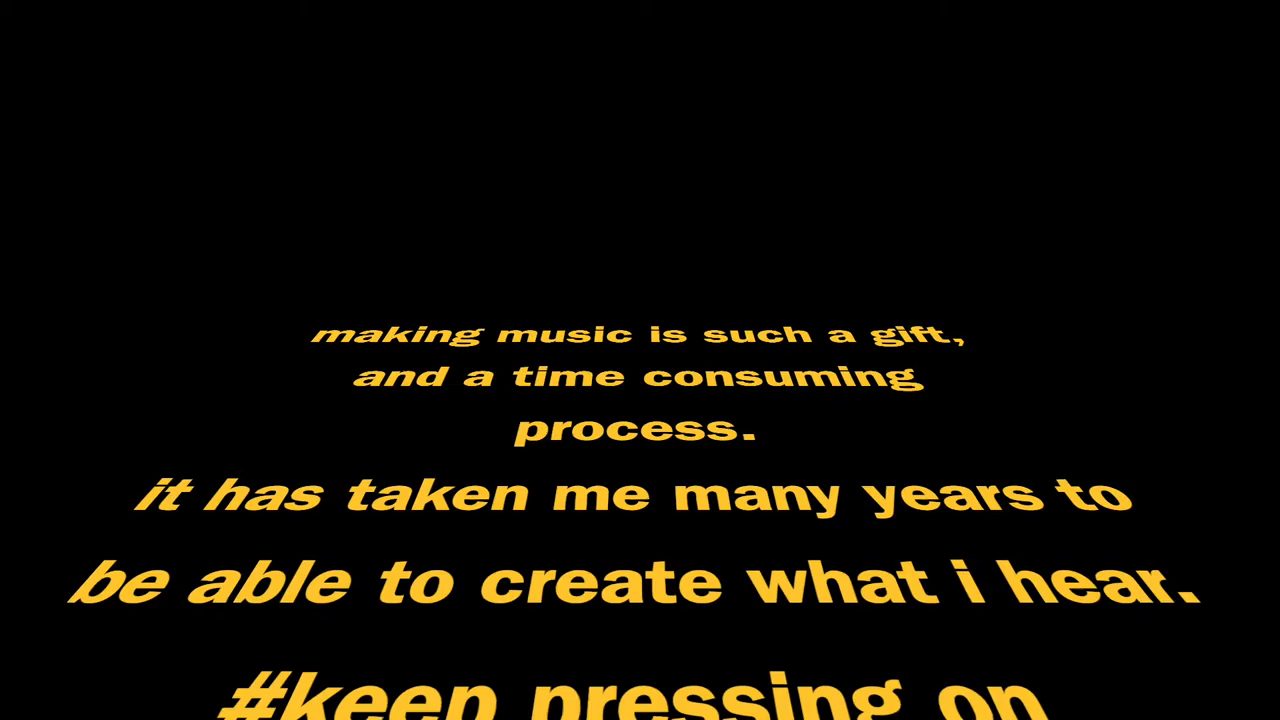 making music is such a gift,
and a time consuming
process.
it has taken me many years to
be able to create what i hear.
#keep pressing on